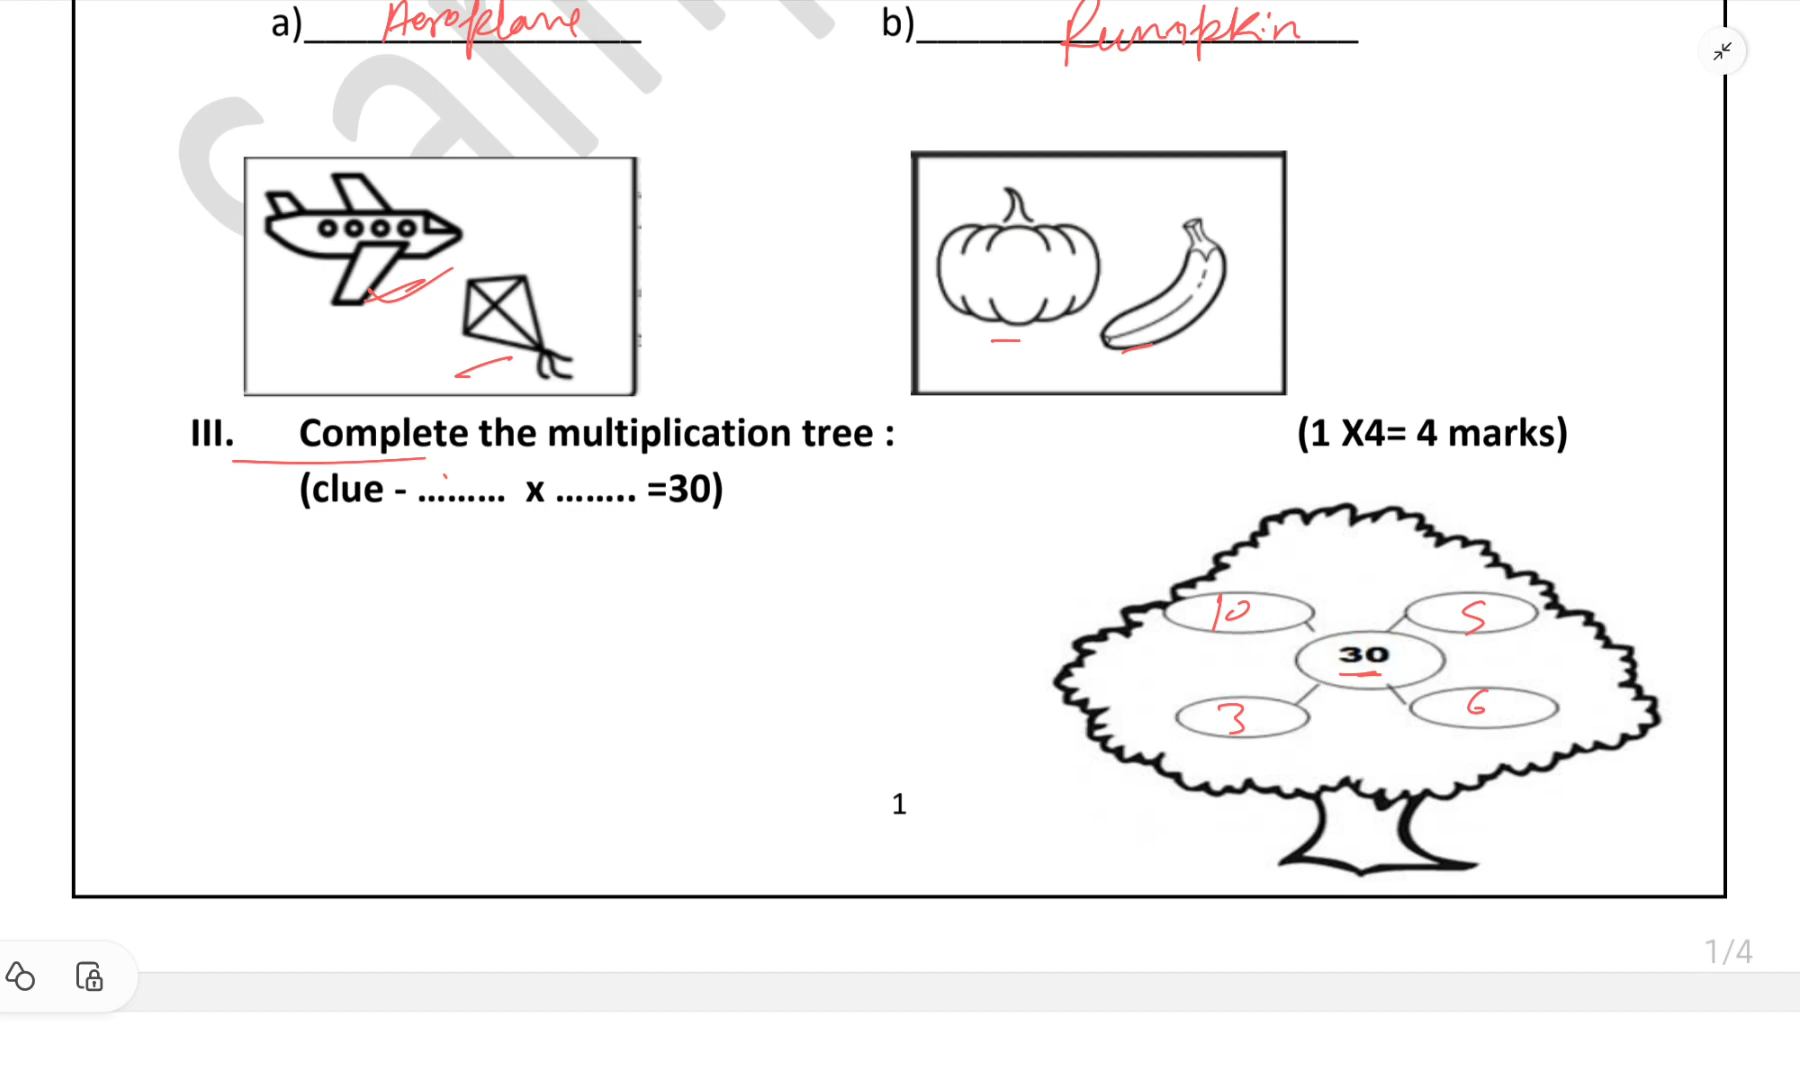 a) Aeroplane b) Pumpkin
III. Complete the multiplication tree : (1 X4= 4 marks)
(clue - ......... x ........ =30)
10 5
30
3 6
1
1/4